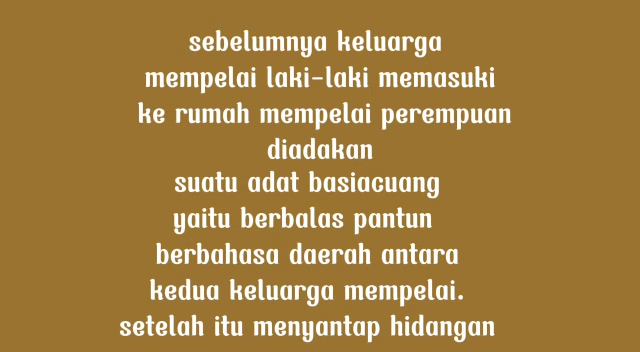 sebelumnya keluarga
mempelai laki-laki memasuki
ke rumah mempelai perempuan
diadakan
suatu adat basiacuang
yaitu berbalas pantun
berbahasa daerah antara
kedua keluarga mempelai.
setelah itu menyantap hidangan